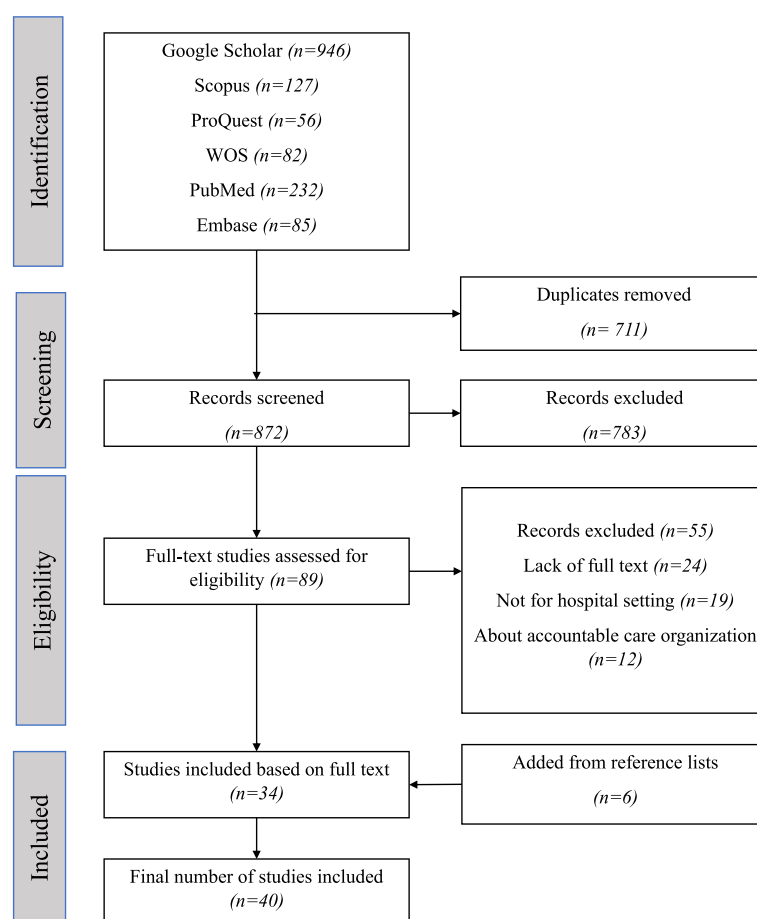 Identification
Google Scholar (n=946)
Scopus (n=127)
ProQuest (n=56)
WOS (n=82)
PubMed (n=232)
Embase (n=85)
Screening
Duplicates removed
(n= 711)
Records screened
(n=872)
Records excluded
(n=783)
Eligibility
Full-text studies assessed for
eligibility (n=89)
Records excluded (n=55)
Lack of full text (n=24)
Not for hospital setting (n=19)
About accountable care organization
(n=12)
Included
Studies included based on full text
(n=34)
Added from reference lists
(n=6)
Final number of studies included
(n=40)